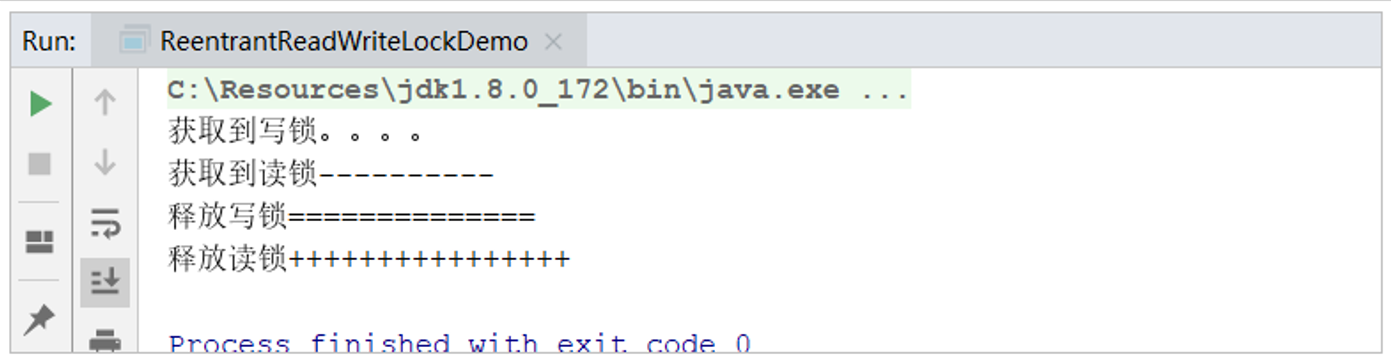 Run: ReentrantReadWriteLockDemo
C:\Resources\jdk1.8.0_172\bin\java.exe ...
获取到写锁。。。。
获取到读锁----------
释放写锁==============
释放读锁++++++++++++++++
Process finished with exit code 0